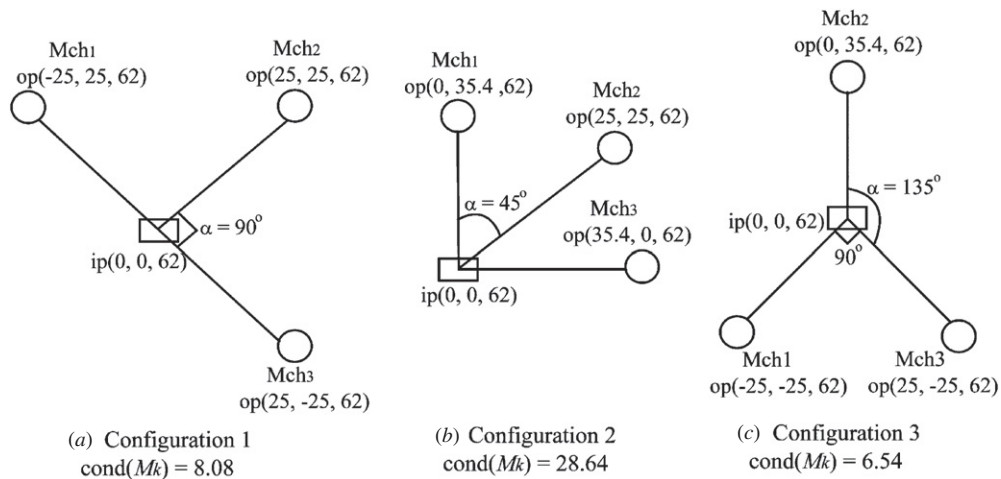 Mch1
op(-25, 25, 62)
Mch2
op(25, 25, 62)
α = 90°
ip(0, 0, 62)
Mch3
op(25, -25, 62)
(a) Configuration 1
cond(Mk) = 8.08
Mch1
op(0, 35.4 ,62)
Mch2
op(25, 25, 62)
α = 45°
Mch3
op(35.4, 0, 62)
ip(0, 0, 62)
(b) Configuration 2
cond(Mk) = 28.64
Mch2
op(0, 35.4, 62)
α = 135°
ip(0, 0, 62)
90°
Mch1
op(-25, -25, 62)
Mch3
op(25, -25, 62)
(c) Configuration 3
cond(Mk) = 6.54